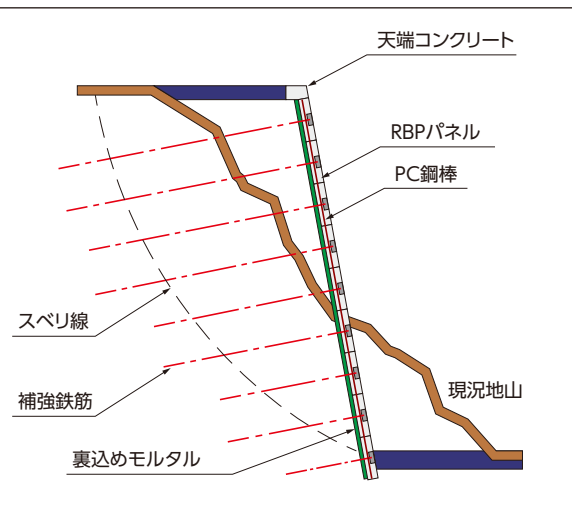 天端コンクリート
RBPパネル
PC鋼棒
スベリ線
現況地山
補強鉄筋
裏込めモルタル